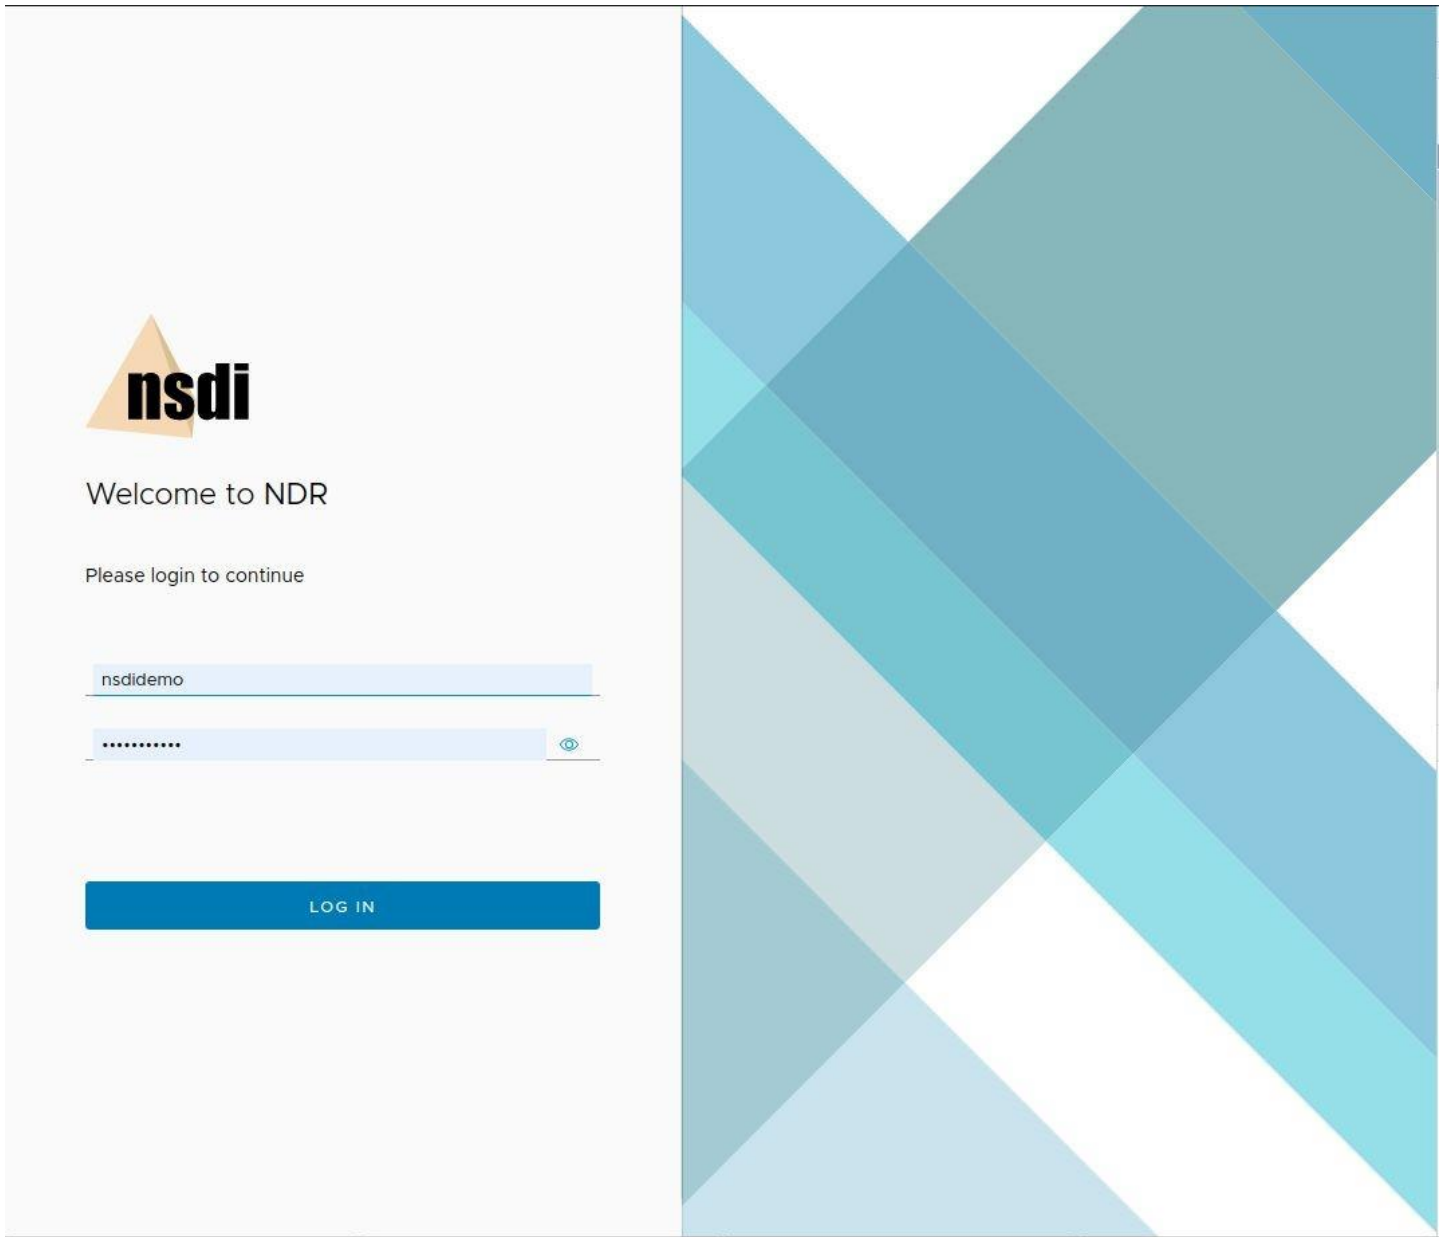 nsdi
Welcome to NDR
Please login to continue
nsdidemo
•••••••••••
LOG IN